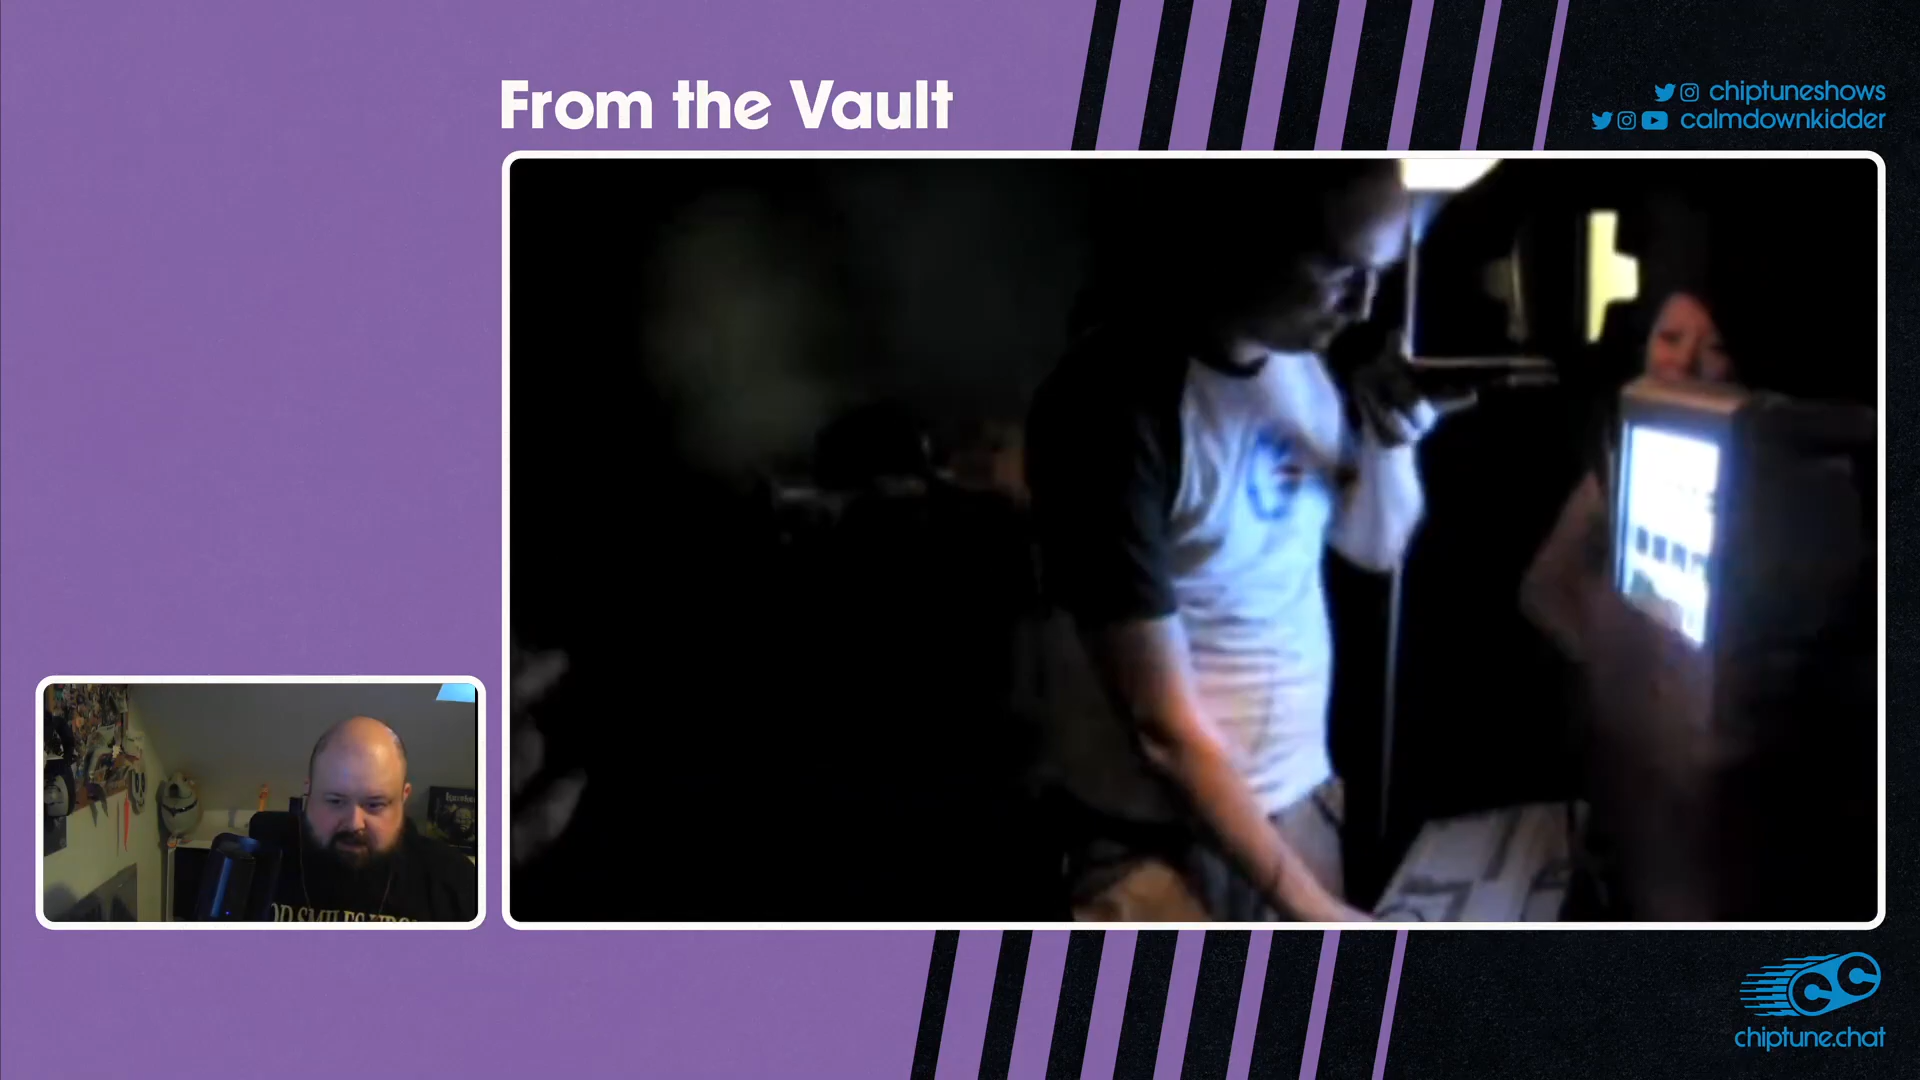 From the Vault
chiptuneshows
calmdownkidder
chiptune.chat